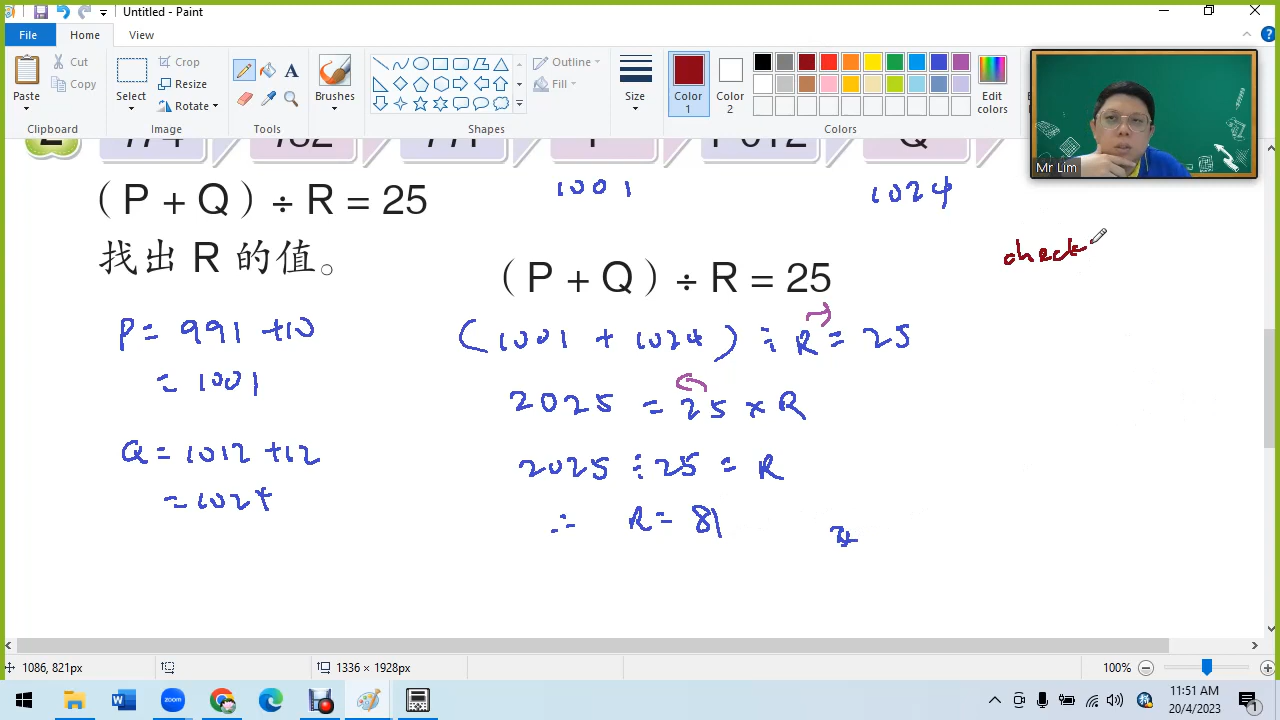 Untitled - Paint
File Home View
Paste Cut Copy Clipboard
Select Crop Resize Rotate Image
Tools
Brushes
Outline Fill Shapes
Size
Color 1 Color 2 Edit colors Colors
Mr Lim
1001 1024
( P + Q ) ÷ R = 25
找出 R 的值。
check
( P + Q ) ÷ R = 25
P = 991 + 10
= 1001
Q = 1012 + 12
= 1024
(1001 + 1024) ÷ R = 25
2025 = 25 × R
2025 ÷ 25 = R
∴ R = 81
1086, 821px
1336 × 1928px
100%
11:51 AM
20/4/2023